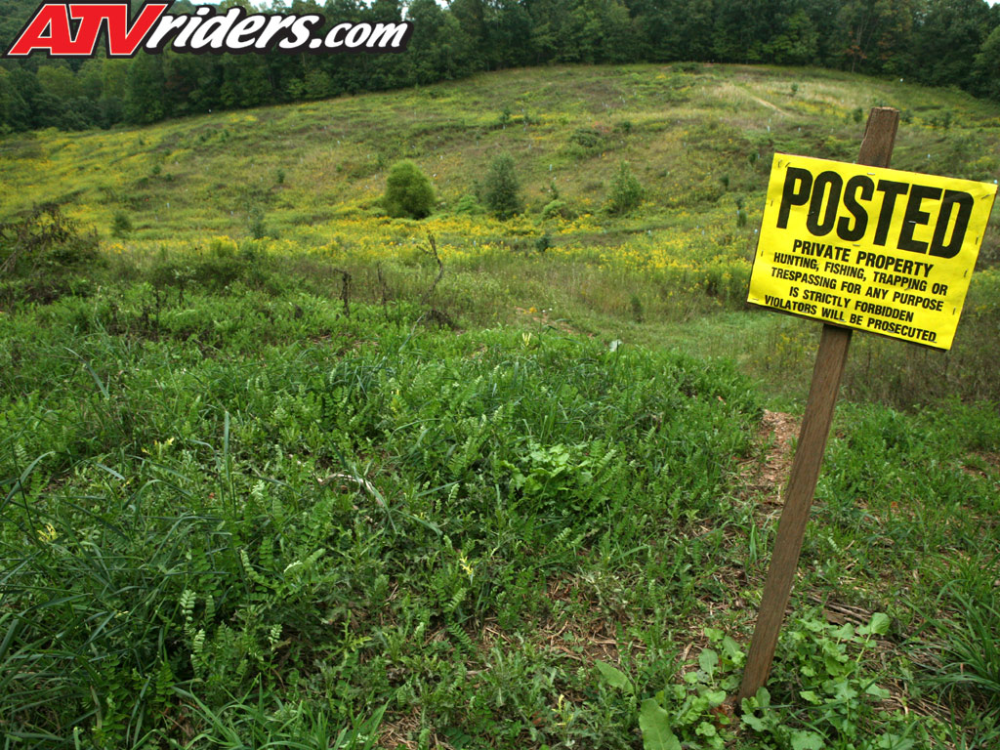 ATVriders.com
POSTED
PRIVATE PROPERTY
HUNTING, FISHING, TRAPPING OR
TRESPASSING FOR ANY PURPOSE
IS STRICTLY FORBIDDEN
VIOLATORS WILL BE PROSECUTED.